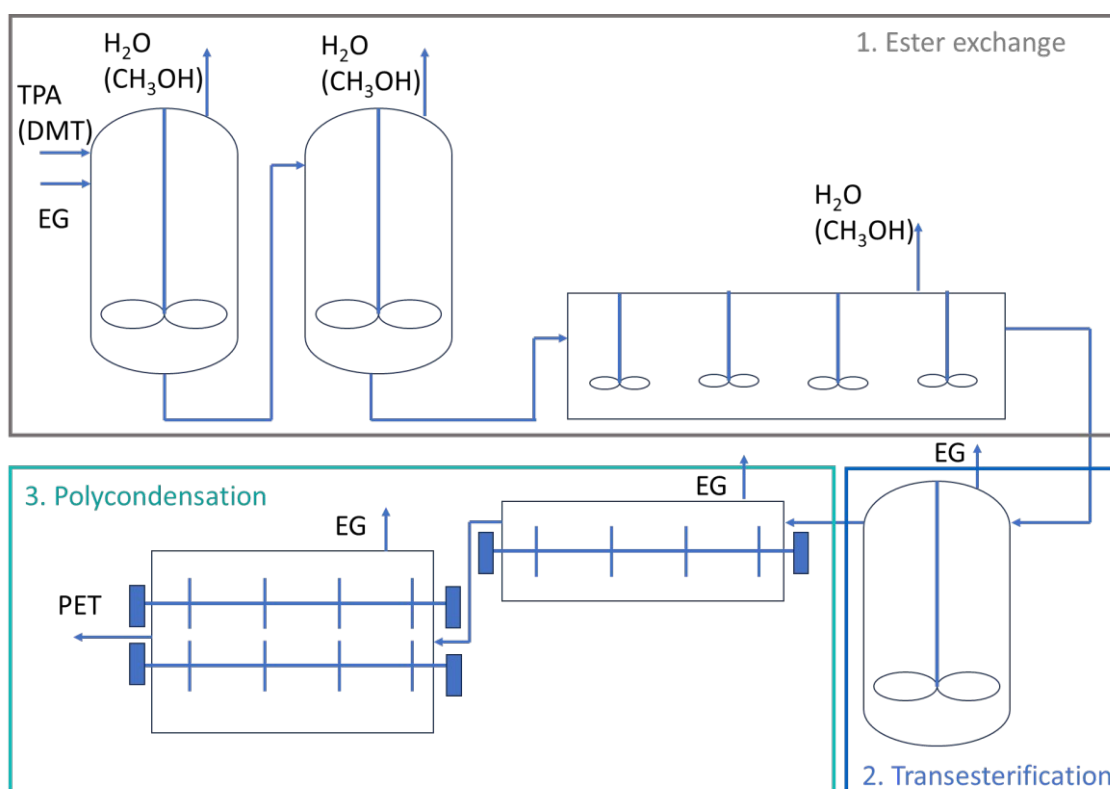 1. Ester exchange
H₂O
(CH₃OH)
H₂O
(CH₃OH)
TPA
(DMT)
EG
H₂O
(CH₃OH)
EG
2. Transesterification
3. Polycondensation
EG
EG
PET